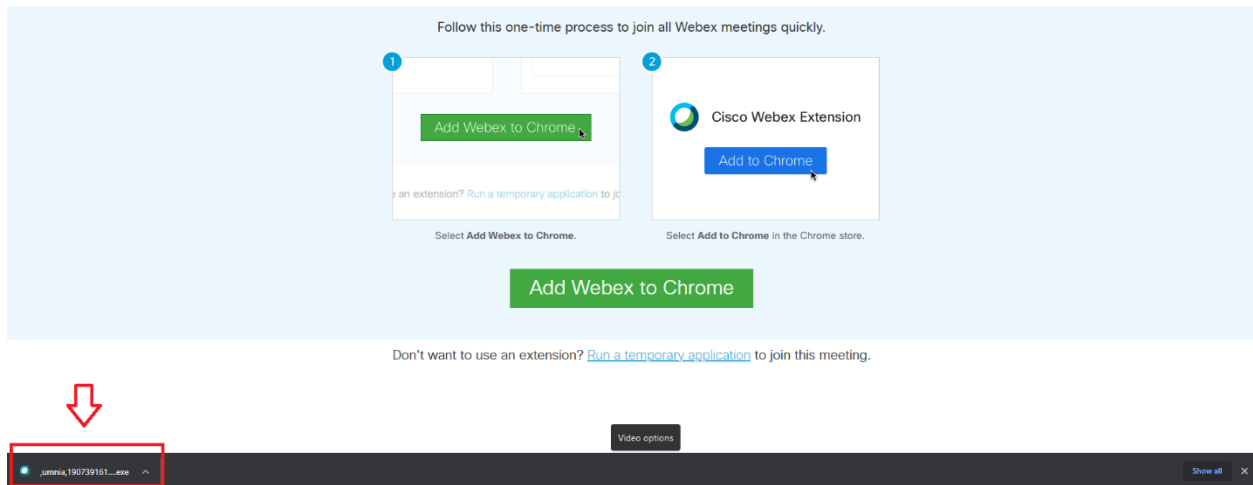 Follow this one-time process to join all Webex meetings quickly.
1
2
Add Webex to Chrome
Cisco Webex Extension
Add to Chrome
e an extension? Run a temporary application to jo
Select Add Webex to Chrome.
Select Add to Chrome in the Chrome store.
Add Webex to Chrome
Don't want to use an extension? Run a temporary application to join this meeting.
Video options
,umnia,190739161....exe
Show all